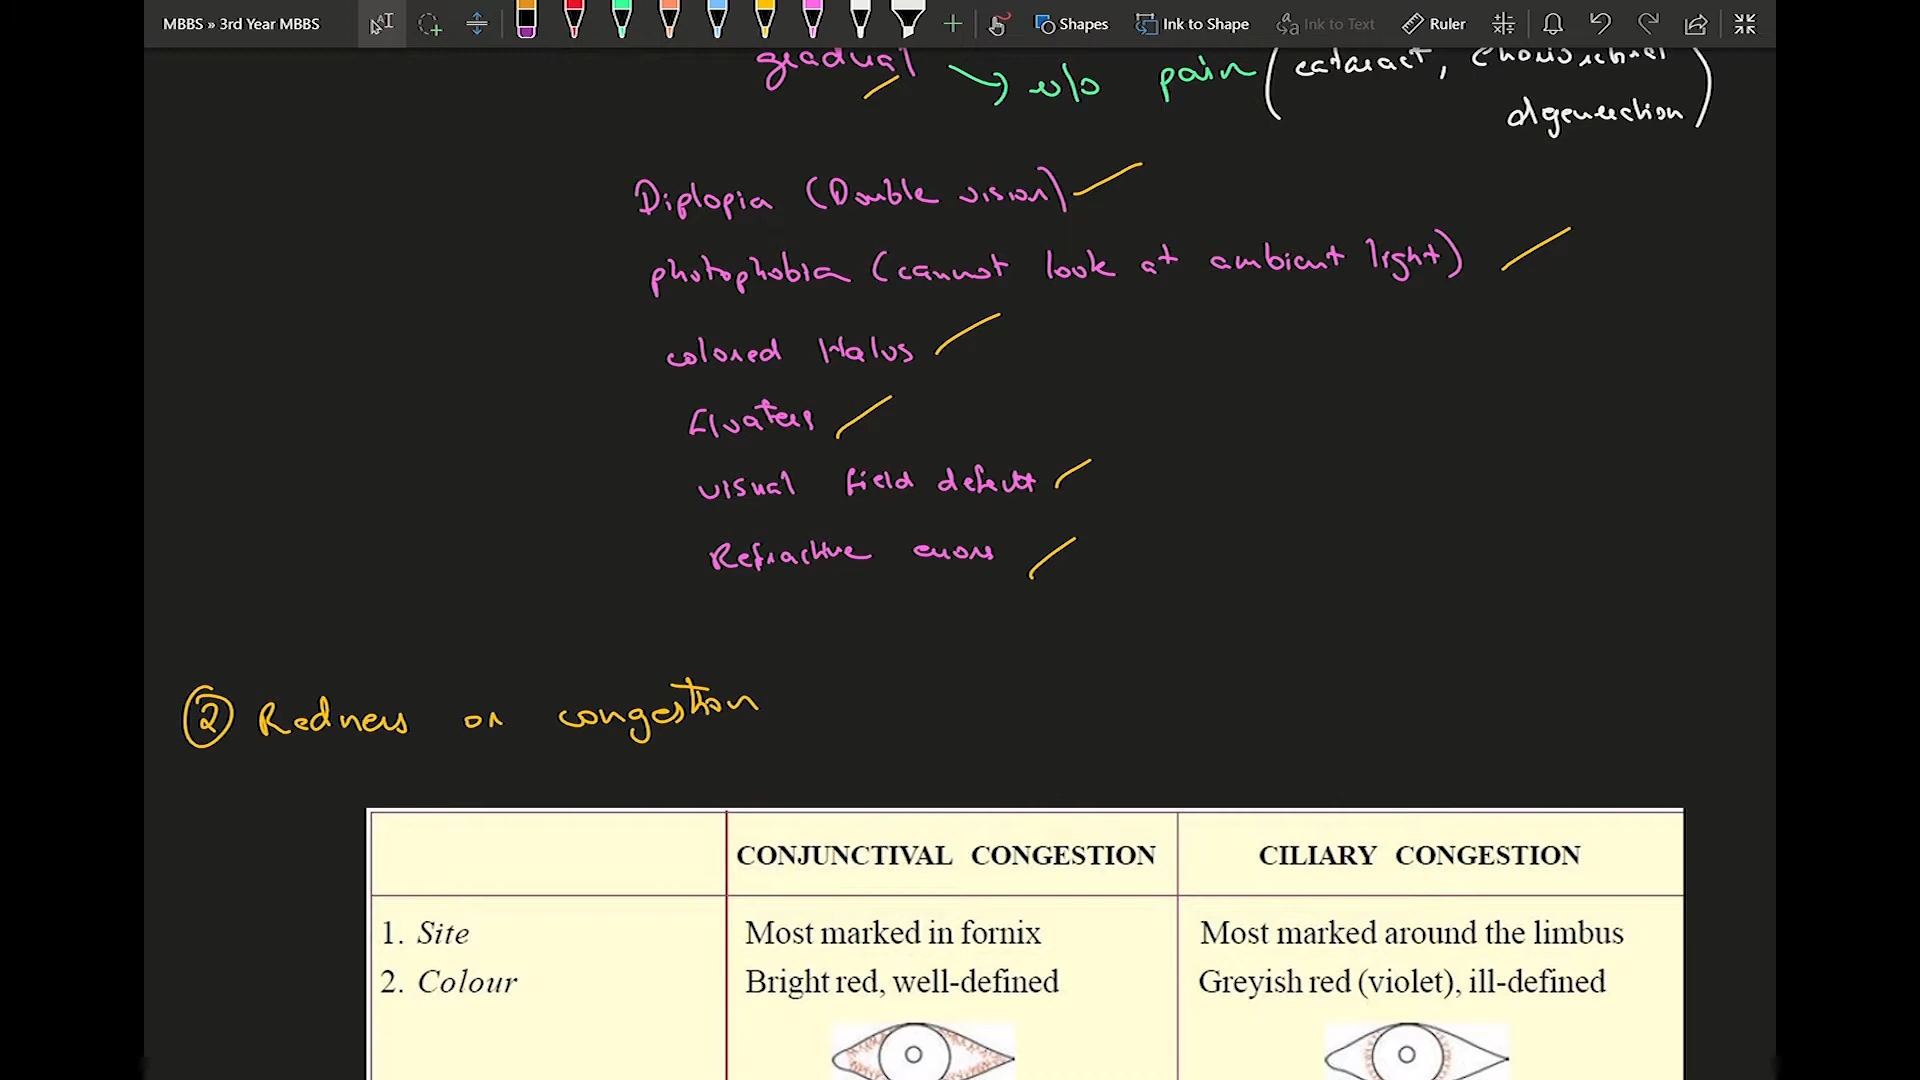 MBBS » 3rd Year MBBS Shapes Ink to Shape Ink to Text Ruler
gradual → w/o pain (cataract,
degenection)
Diplopia (Double vision)
photophobia (cannot look at ambient light)
colored Halos
Floaters
visual field defect
Refractive errors
② Redness or congestion
CONJUNCTIVAL CONGESTION CILIARY CONGESTION
1. Site Most marked in fornix Most marked around the limbus
2. Colour Bright red, well-defined Greyish red (violet), ill-defined